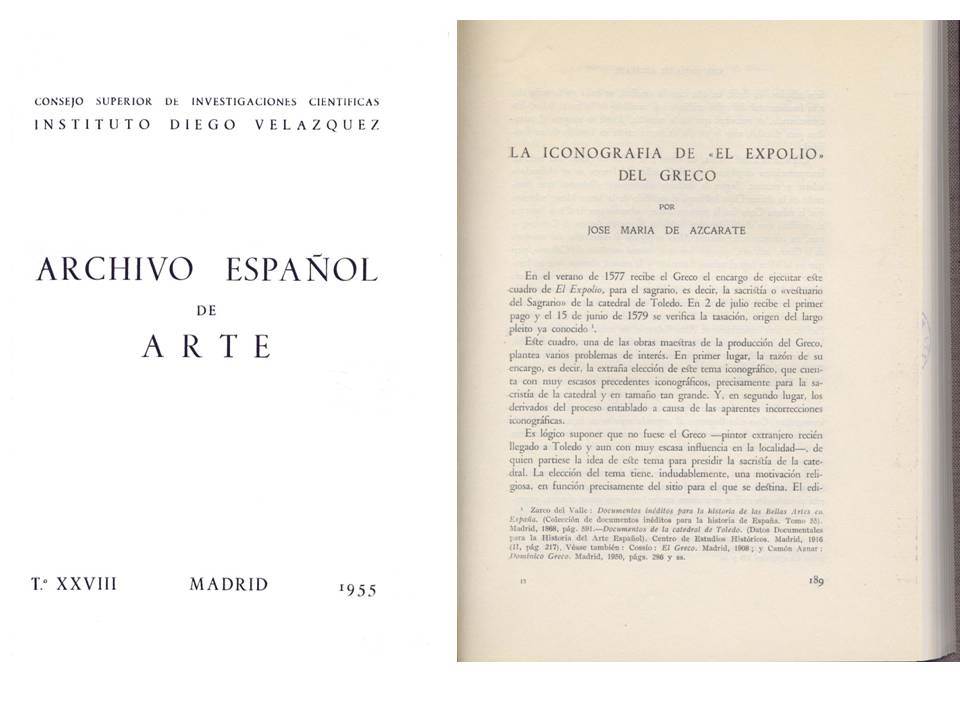 CONSEJO SUPERIOR DE INVESTIGACIONES CIENTIFICAS
INSTITUTO DIEGO VELAZQUEZ
ARCHIVO ESPAÑOL
DE
ARTE
T.º XXVIII MADRID 1955
LA ICONOGRAFIA DE «EL EXPOLIO»
DEL GRECO
POR
JOSE MARIA DE AZCARATE
En el verano de 1577 recibe el Greco el encargo de ejecutar este
cuadro de El Expolio, para el sagrario, es decir, la sacristía o «vestuario
del Sagrario» de la catedral de Toledo. En 2 de julio recibe el primer
pago y el 15 de junio de 1579 se verifica la tasación, origen del largo
pleito ya conocido ¹.
Este cuadro, una de las obras maestras de la producción del Greco,
plantea varios problemas de interés. En primer lugar, la razón de su
encargo, es decir, la extraña elección de este tema iconográfico, que cuen-
ta con muy escasos precedentes iconográficos, precisamente para la sa-
cristía de la catedral y en tamaño tan grande. Y, en segundo lugar, los
derivados del proceso entablado a causa de las aparentes incorrecciones
iconográficas.
Es lógico suponer que no fuese el Greco —pintor extranjero recién
llegado a Toledo y aun con muy escasa influencia en la localidad—, de
quien partiese la idea de este tema para presidir la sacristía de la cate-
dral. La elección del tema tiene, indudablemente, una motivación reli-
giosa, en función precisamente del sitio para el que se destina. El edi-
¹ Zarco del Valle: Documentos inéditos para la historia de las Bellas Artes en
España. (Colección de documentos inéditos para la historia de España. Tomo 55).
Madrid, 1868, pág. 591.—Documentos de la catedral de Toledo. (Datos Documentales
para la Historia del Arte Español). Centro de Estudios Históricos. Madrid, 1916
(II, pág. 217). Véase también: Cossío: El Greco. Madrid, 1908; y Camón Aznar:
Domínico Greco. Madrid, 1950, págs. 286 y ss.
189